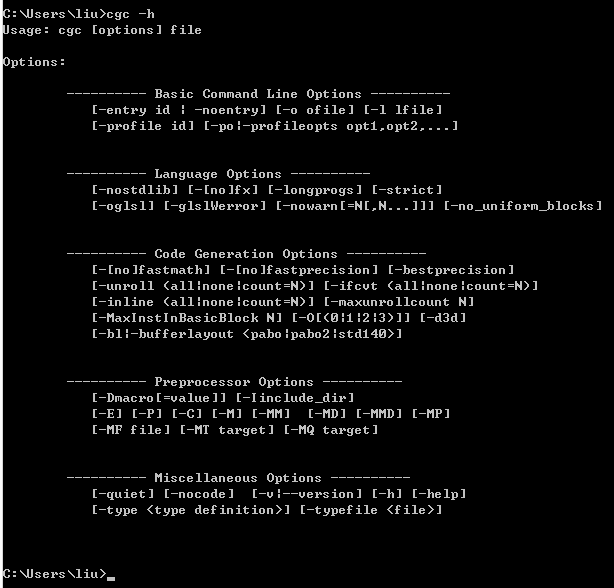 C:\Users\liu>cgc -h
Usage: cgc [options] file
Options:
---------- Basic Command Line Options ----------
[-entry id ¦ -noentry] [-o ofile] [-l lfile]
[-profile id] [-po¦-profileopts opt1,opt2,...]
---------- Language Options ----------
[-nostdlib] [-[no]fx] [-longprogs] [-strict]
[-oglsl] [-glslWerror] [-nowarn[=N[,N...]]] [-no_uniform_blocks]
---------- Code Generation Options ----------
[-[no]fastmath] [-[no]fastprecision] [-bestprecision]
[-unroll (all¦none¦count=N)] [-ifcvt (all¦none¦count=N)]
[-inline (all¦none¦count=N)] [-maxunrollcount N]
[-MaxInstInBasicBlock N] [-O[(0¦1¦2¦3)]] [-d3d]
[-bl¦-bufferlayout <pabo¦pabo2¦std140>]
---------- Preprocessor Options ----------
[-Dmacro[=value]] [-Iinclude_dir]
[-E] [-P] [-C] [-M] [-MM] [-MD] [-MMD] [-MP]
[-MF file] [-MT target] [-MQ target]
---------- Miscellaneous Options ----------
[-quiet] [-nocode] [-v¦--version] [-h] [-help]
[-type <type definition>] [-typefile <file>]
C:\Users\liu>_